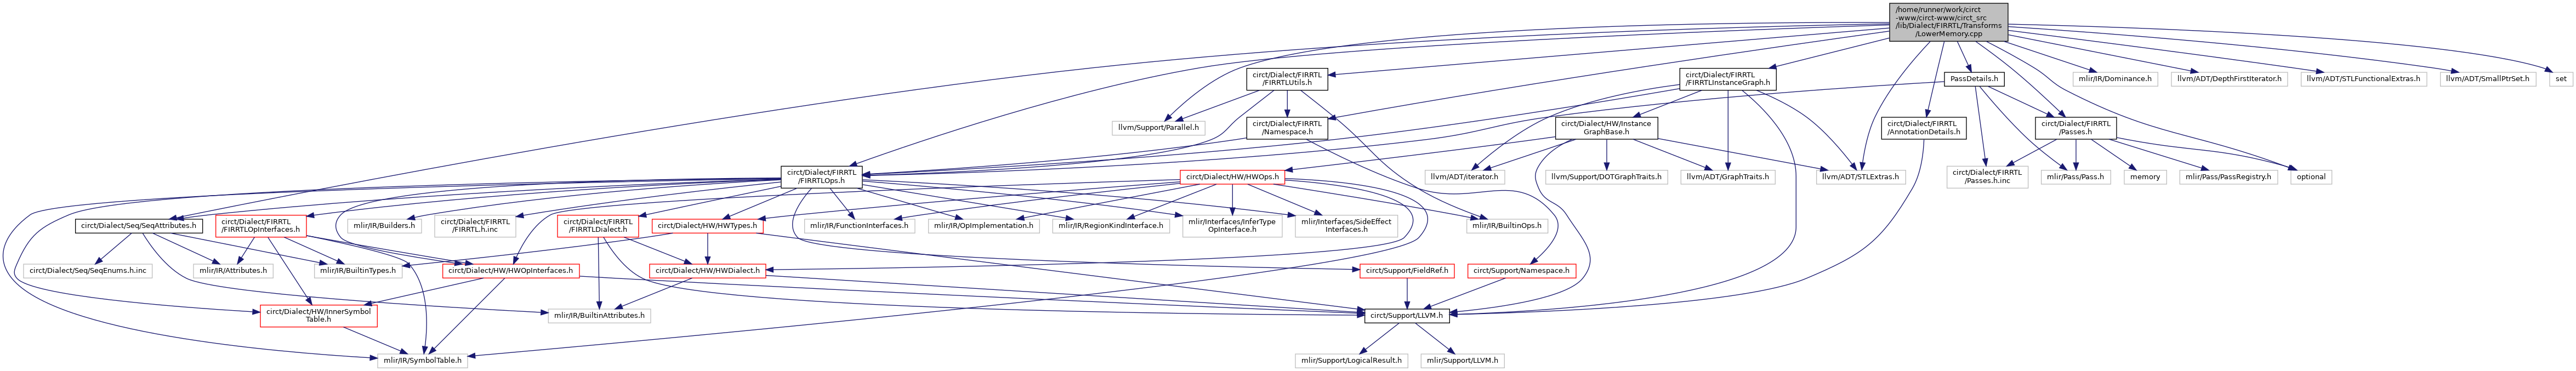 /home/runner/work/circt
-www/circt-www/circt_src
/lib/Dialect/FIRRTL/Transforms
/LowerMemory.cpp
circt/Dialect/FIRRTL
/FIRRTLUtils.h
circt/Dialect/FIRRTL
/FIRRTLInstanceGraph.h
PassDetails.h
mlir/IR/Dominance.h
llvm/ADT/DepthFirstIterator.h
llvm/ADT/STLFunctionalExtras.h
llvm/ADT/SmallPtrSet.h
set
llvm/Support/Parallel.h
circt/Dialect/FIRRTL
/Namespace.h
circt/Dialect/HW/Instance
GraphBase.h
circt/Dialect/FIRRTL
/AnnotationDetails.h
circt/Dialect/FIRRTL
/Passes.h
circt/Dialect/FIRRTL
/FIRRTLOps.h
circt/Dialect/HW/HWOps.h
llvm/ADT/iterator.h
llvm/Support/DOTGraphTraits.h
llvm/ADT/GraphTraits.h
llvm/ADT/STLExtras.h
circt/Dialect/FIRRTL
/Passes.h.inc
mlir/Pass/Pass.h
memory
mlir/Pass/PassRegistry.h
optional
circt/Dialect/Seq/SeqAttributes.h
circt/Dialect/FIRRTL
/FIRRTLOpInterfaces.h
mlir/IR/Builders.h
circt/Dialect/FIRRTL
/FIRRTL.h.inc
circt/Dialect/FIRRTL
/FIRRTLDialect.h
circt/Dialect/HW/HWTypes.h
mlir/IR/FunctionInterfaces.h
mlir/IR/OpImplementation.h
mlir/IR/RegionKindInterface.h
mlir/Interfaces/InferType
OpInterface.h
mlir/Interfaces/SideEffect
Interfaces.h
mlir/IR/BuiltinOps.h
circt/Dialect/Seq/SeqEnums.h.inc
mlir/IR/Attributes.h
mlir/IR/BuiltinTypes.h
circt/Dialect/HW/HWOpInterfaces.h
circt/Dialect/HW/HWDialect.h
circt/Support/FieldRef.h
circt/Support/Namespace.h
circt/Dialect/HW/InnerSymbol
Table.h
mlir/IR/BuiltinAttributes.h
circt/Support/LLVM.h
mlir/IR/SymbolTable.h
mlir/Support/LogicalResult.h
mlir/Support/LLVM.h